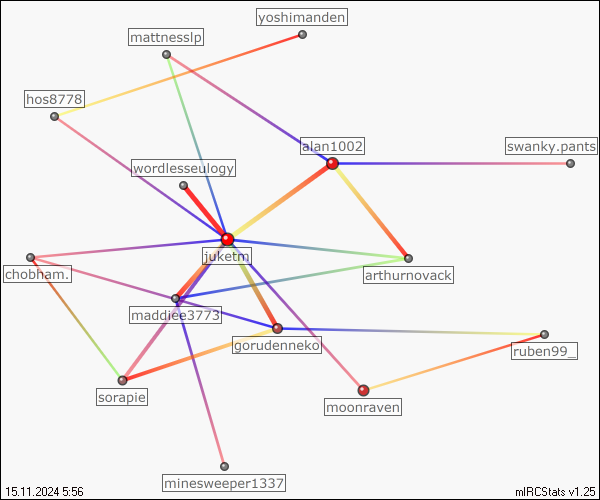 yoshimanden
mattnesslp
hos8778
alan1002
swanky.pants
wordlesseulogy
juketm
chobham.
arthurnovack
maddiee3773
gorudenneko
ruben99_
sorapie
moonraven
minesweeper1337
15.11.2024 5:56
mIRCStats v1.25